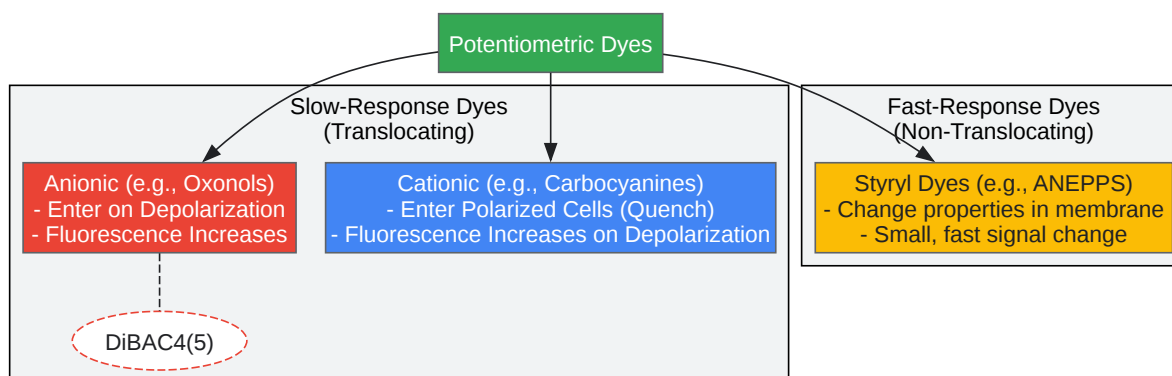 Potentiometric Dyes
Slow-Response Dyes
(Translocating)
Fast-Response Dyes
(Non-Translocating)
Anionic (e.g., Oxonols)
- Enter on Depolarization
- Fluorescence Increases
Cationic (e.g., Carbocyanines)
- Enter Polarized Cells (Quench)
- Fluorescence Increases on Depolarization
Styryl Dyes (e.g., ANEPPS)
- Change properties in membrane
- Small, fast signal change
DiBAC4(5)